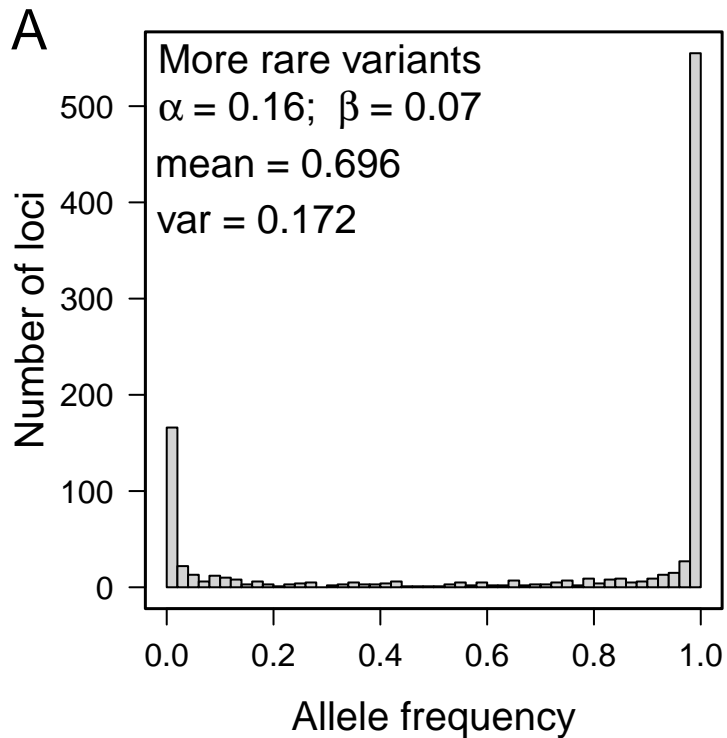 A
More rare variants
α = 0.16; β = 0.07
mean = 0.696
var = 0.172
Number of loci
500
400
300
200
100
0
0.0 0.2 0.4 0.6 0.8 1.0
Allele frequency